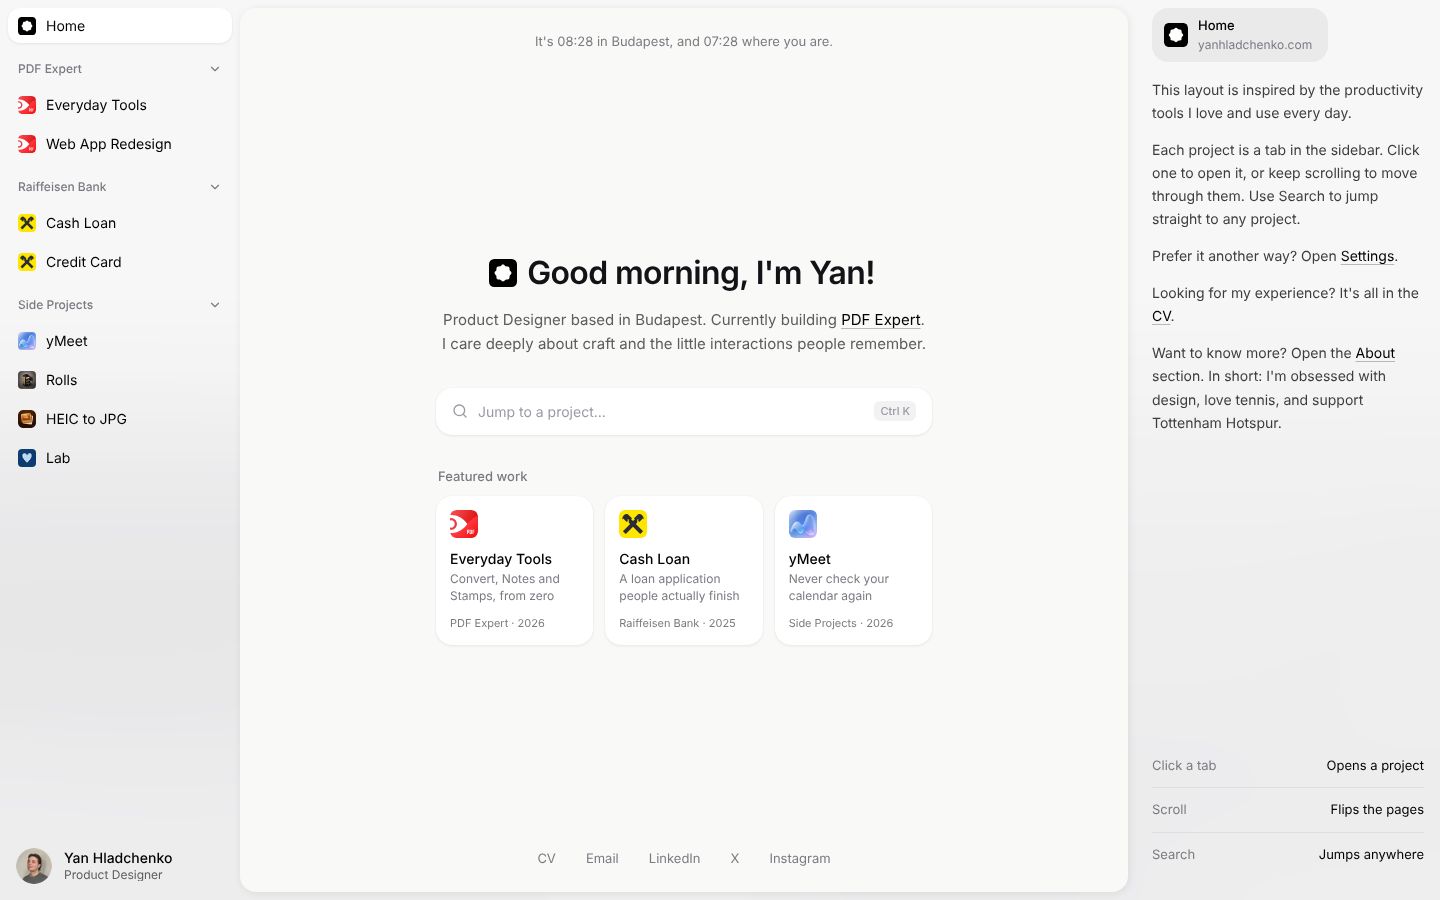 Home
PDF Expert
Everyday Tools
Web App Redesign
Raiffeisen Bank
Cash Loan
Credit Card
Side Projects
yMeet
Rolls
HEIC to JPG
Lab
Yan Hladchenko
Product Designer
It's 08:28 in Budapest, and 07:28 where you are.
Good morning, I'm Yan!
Product Designer based in Budapest. Currently building PDF Expert.
I care deeply about craft and the little interactions people remember.
Jump to a project...
Ctrl K
Featured work
PDF
Everyday Tools
Convert, Notes and
Stamps, from zero
PDF Expert · 2026
Cash Loan
A loan application
people actually finish
Raiffeisen Bank · 2025
yMeet
Never check your
calendar again
Side Projects · 2026
CV Email LinkedIn X Instagram
Home
yanhladchenko.com
This layout is inspired by the productivity
tools I love and use every day.
Each project is a tab in the sidebar. Click
one to open it, or keep scrolling to move
through them. Use Search to jump
straight to any project.
Prefer it another way? Open Settings.
Looking for my experience? It's all in the
CV.
Want to know more? Open the About
section. In short: I'm obsessed with
design, love tennis, and support
Tottenham Hotspur.
Click a tab Opens a project
Scroll Flips the pages
Search Jumps anywhere